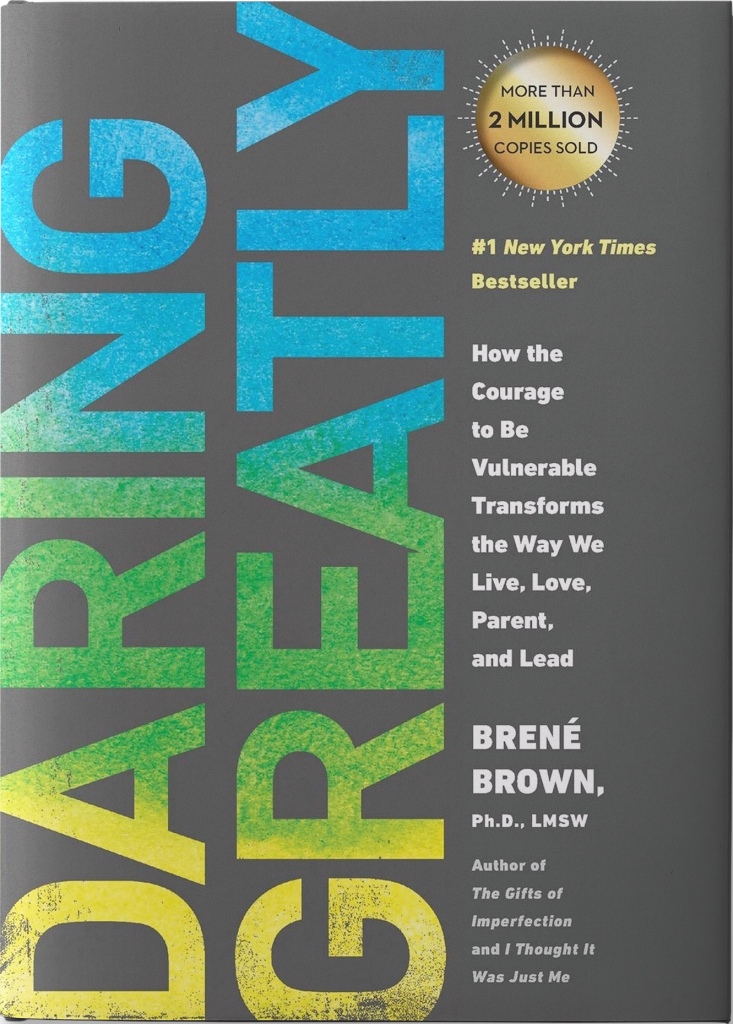 DARING
GREATLY
MORE THAN
2 MILLION
COPIES SOLD
#1 New York Times
Bestseller
How the
Courage
to Be
Vulnerable
Transforms
the Way We
Live, Love,
Parent,
and Lead
BRENÉ
BROWN,
Ph.D., LMSW
Author of
The Gifts of
Imperfection
and I Thought It
Was Just Me